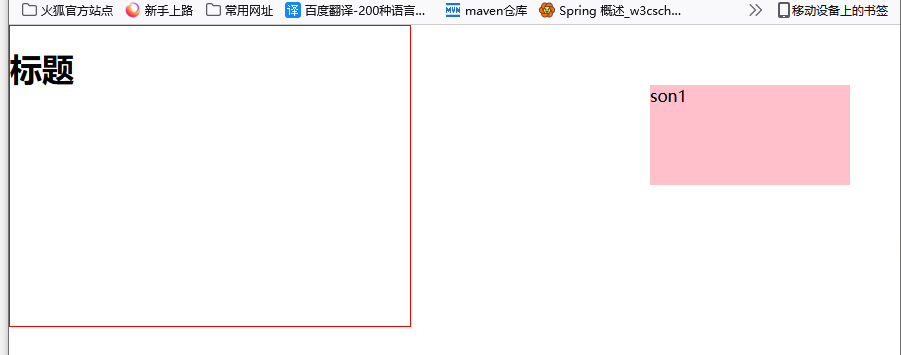 火狐官方站点 新手上路 常用网址 译 百度翻译-200种语言... MVN maven仓库 Spring 概述_w3csch... 移动设备上的书签
标题
son1